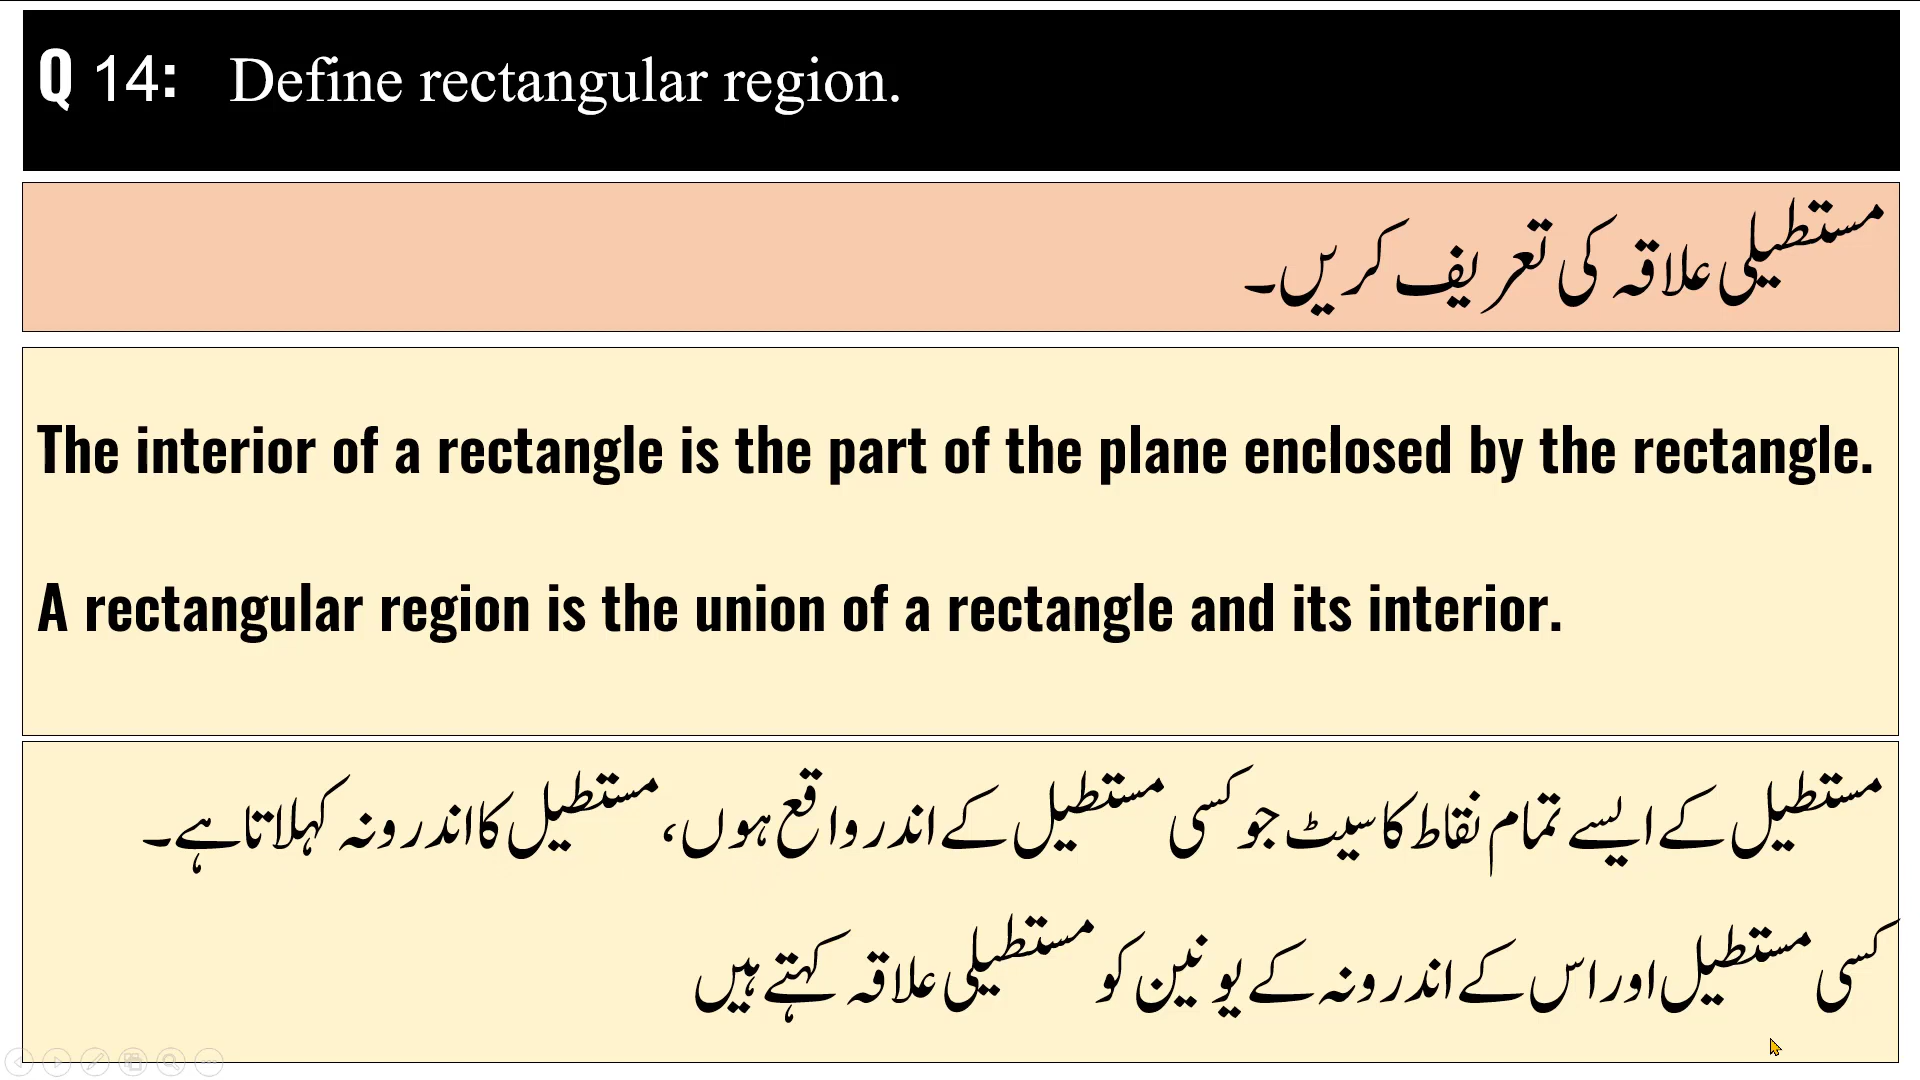 Q 14: Define rectangular region.
مستطیلی علاقہ کی تعریف کریں۔
The interior of a rectangle is the part of the plane enclosed by the rectangle.
A rectangular region is the union of a rectangle and its interior.
مستطیل کے ایسے تمام نقاط کا سیٹ جو کسی مستطیل کے اندر واقع ہوں، مستطیل کا اندرونہ کہلاتا ہے۔
کسی مستطیل اور اس کے اندرونہ کے یونین کو مستطیلی علاقہ کہتے ہیں